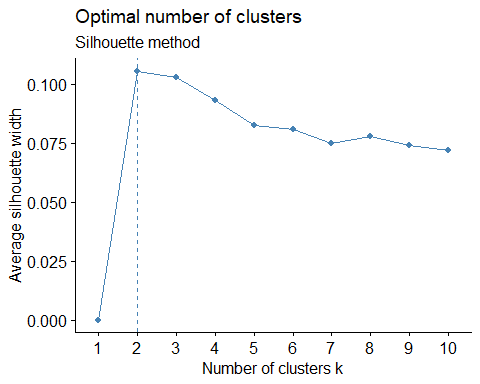 Optimal number of clusters
Silhouette method
Average silhouette width
0.100
0.075
0.050
0.025
0.000
1 2 3 4 5 6 7 8 9 10
Number of clusters k